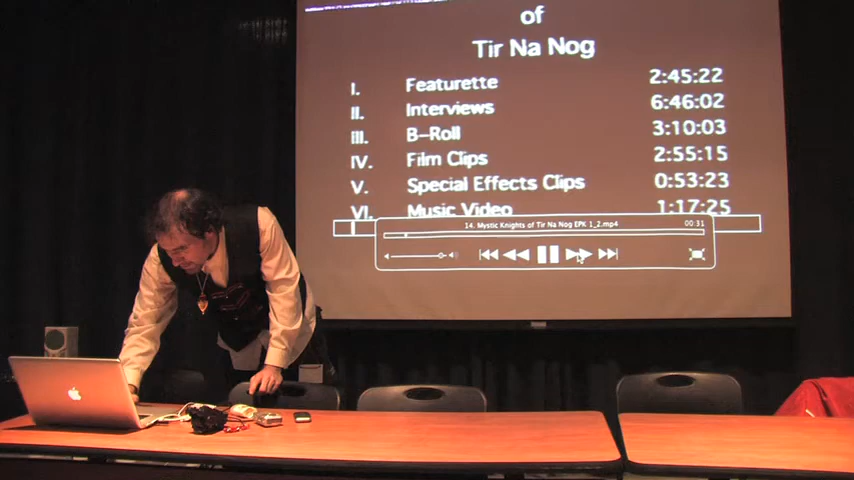 of
Tir Na Nog
I. Featurette 2:45:22
II. Interviews 6:46:02
III. B-Roll 3:10:03
IV. Film Clips 2:55:15
V. Special Effects Clips 0:53:23
VI. Music Video 1:17:25
14. Mystic Knights of Tir Na Nog EPK 1_2.mp4 00:31